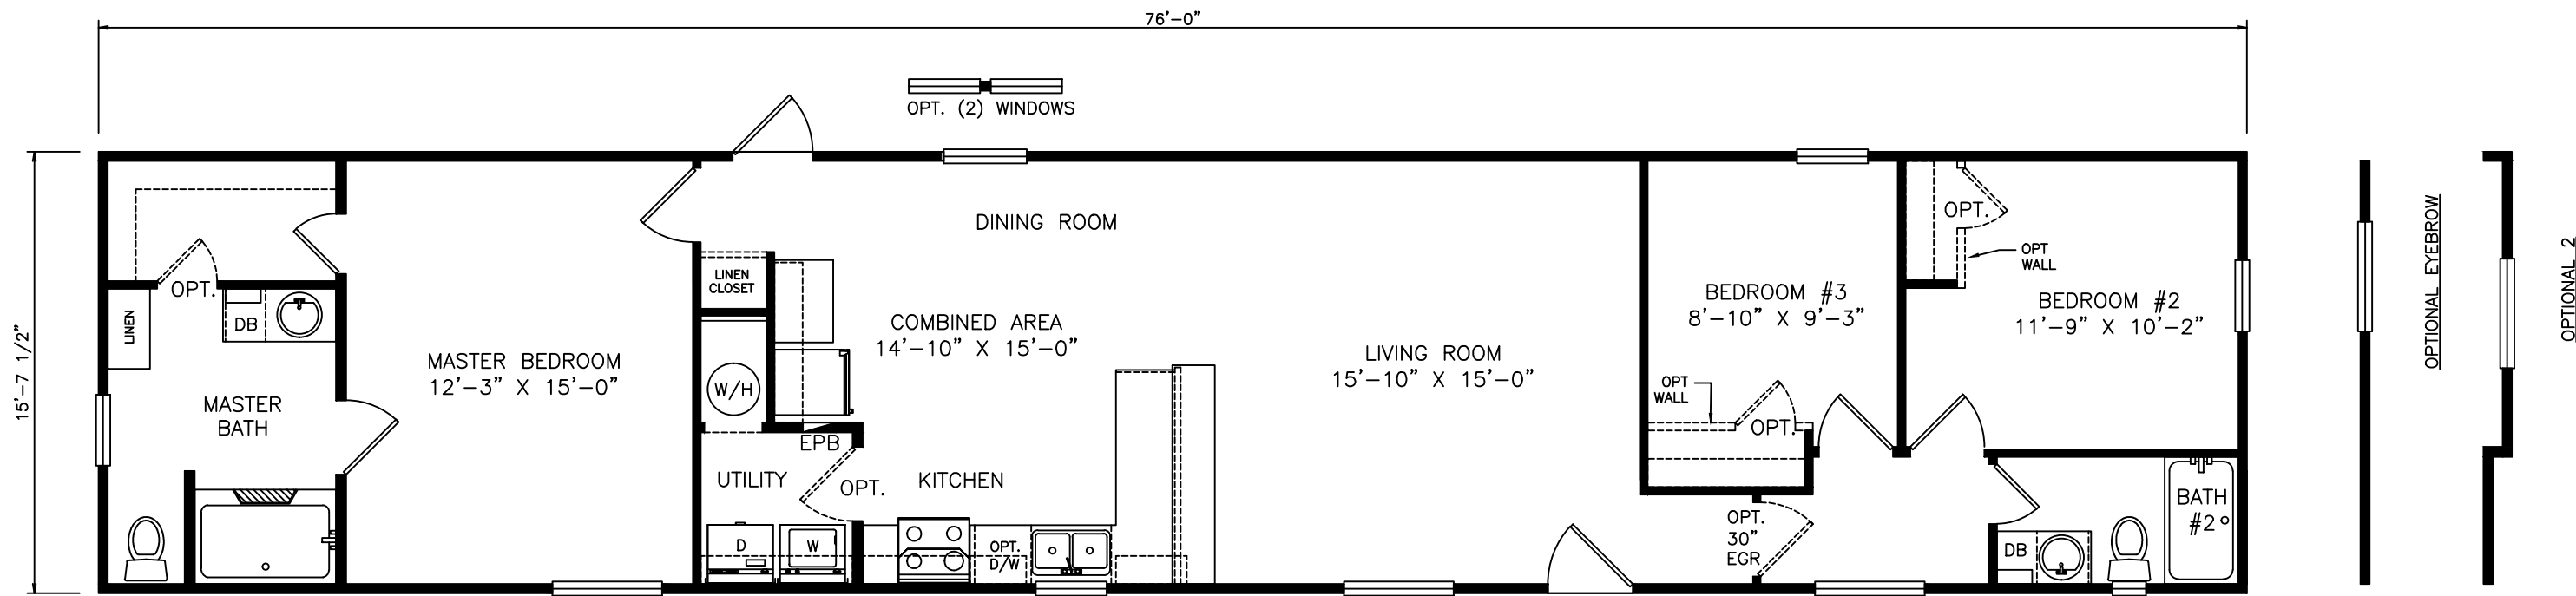 76'-0"
OPT. (2) WINDOWS
15'-7 1/2"
OPT.
LINEN
DB
MASTER
BATH
MASTER BEDROOM
12'-3" X 15'-0"
LINEN
CLOSET
W/H
EPB
UTILITY
OPT.
D
W
DINING ROOM
COMBINED AREA
14'-10" X 15'-0"
KITCHEN
OPT.
D/W
LIVING ROOM
15'-10" X 15'-0"
BEDROOM #3
8'-10" X 9'-3"
OPT
WALL
OPT.
OPT.
30"
EGR
OPT.
OPT
WALL
BEDROOM #2
11'-9" X 10'-2"
DB
BATH
#2
OPTIONAL EYEBROW
OPTIONAL 2